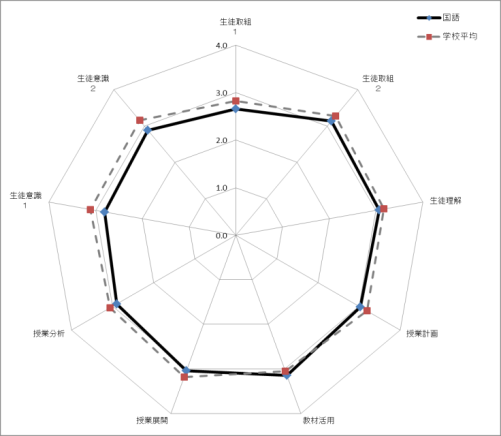 生徒取組
1
国語
学校平均
4.0
生徒意識
2
生徒取組
2
3.0
2.0
1.0
生徒意識
1
生徒理解
0.0
授業分析
授業計画
授業展開
教材活用